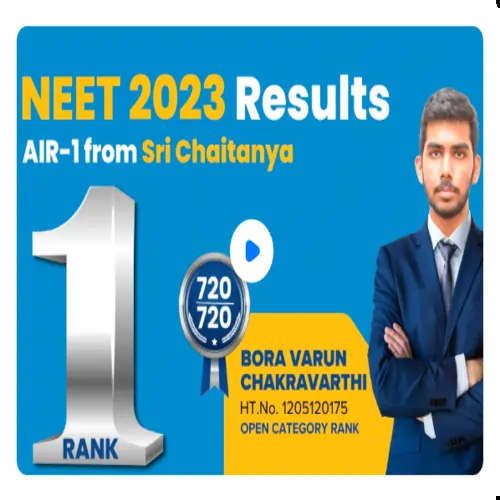 NEET 2023 Results
AIR-1 from Sri Chaitanya
1
RANK
720
720
BORA VARUN
CHAKRAVARTHI
HT.No. 1205120175
OPEN CATEGORY RANK